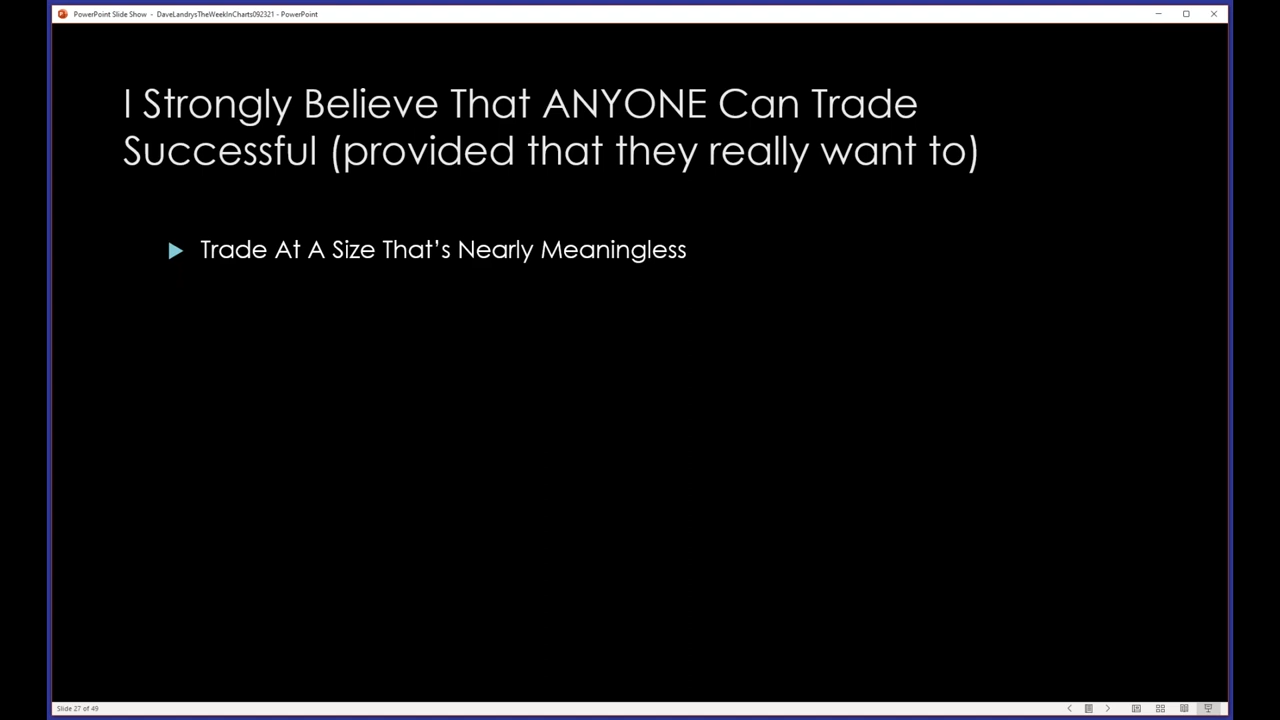 PowerPoint Slide Show - DaveLandrysTheWeekInCharts092321 - PowerPoint
I Strongly Believe That ANYONE Can Trade
Successful (provided that they really want to)
Trade At A Size That's Nearly Meaningless
Slide 27 of 49